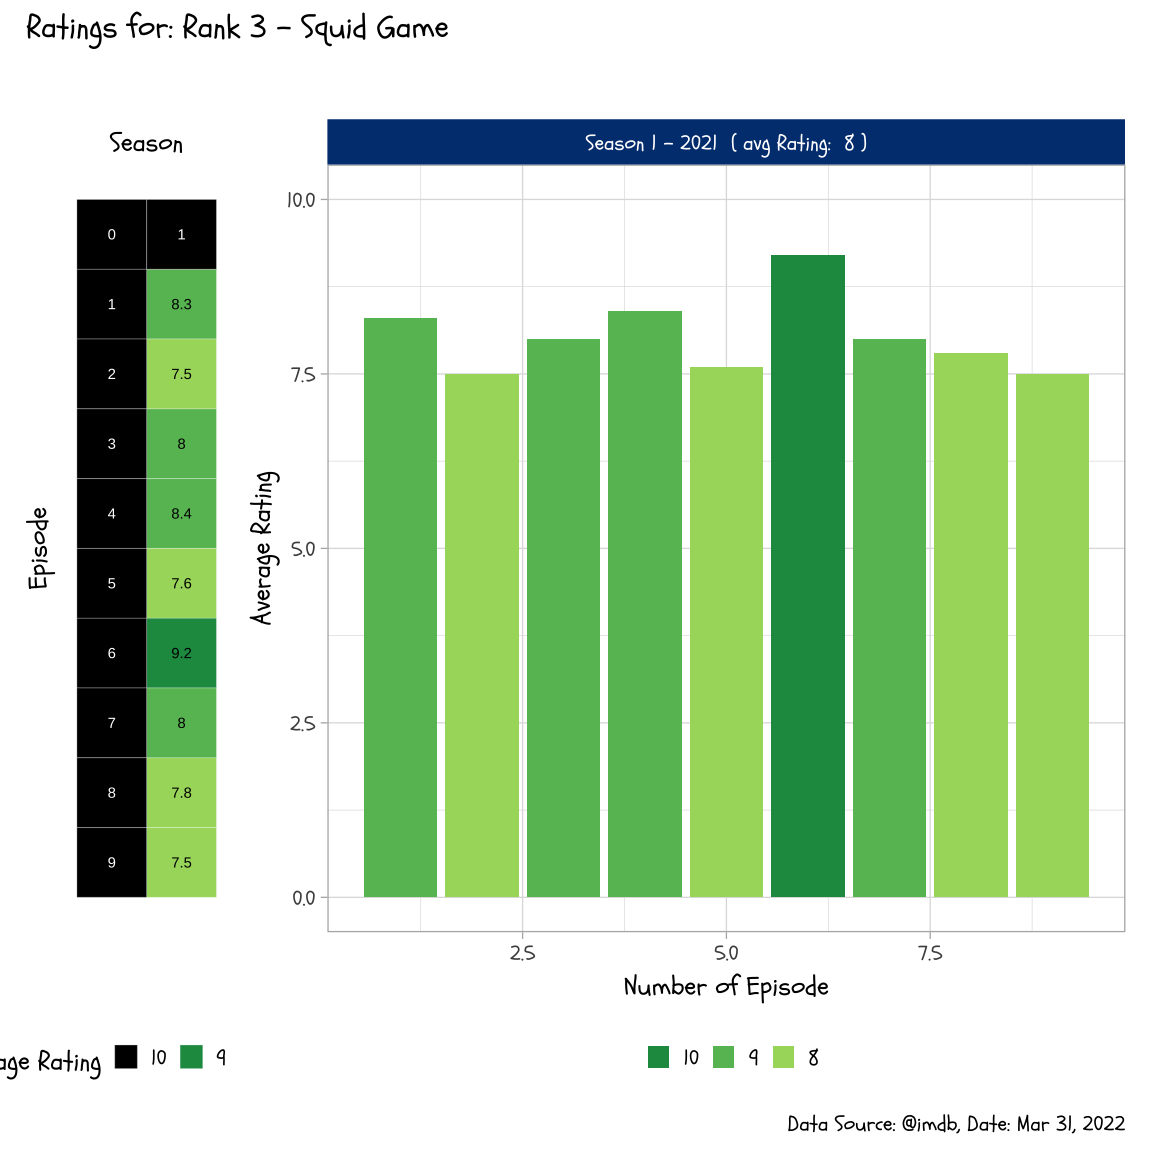 Ratings for: Rank 3 - Squid Game
Season
Season 1 - 2021 ( avg Rating: 8 )
0 1
1 8.3
2 7.5
3 8
4 8.4
5 7.6
6 9.2
7 8
8 7.8
9 7.5
Episode
Average Rating
10.0
7.5
5.0
2.5
0.0
2.5 5.0 7.5
Number of Episode
age Rating 10 9
10 9 8
Data Source: @imdb, Date: Mar 31, 2022